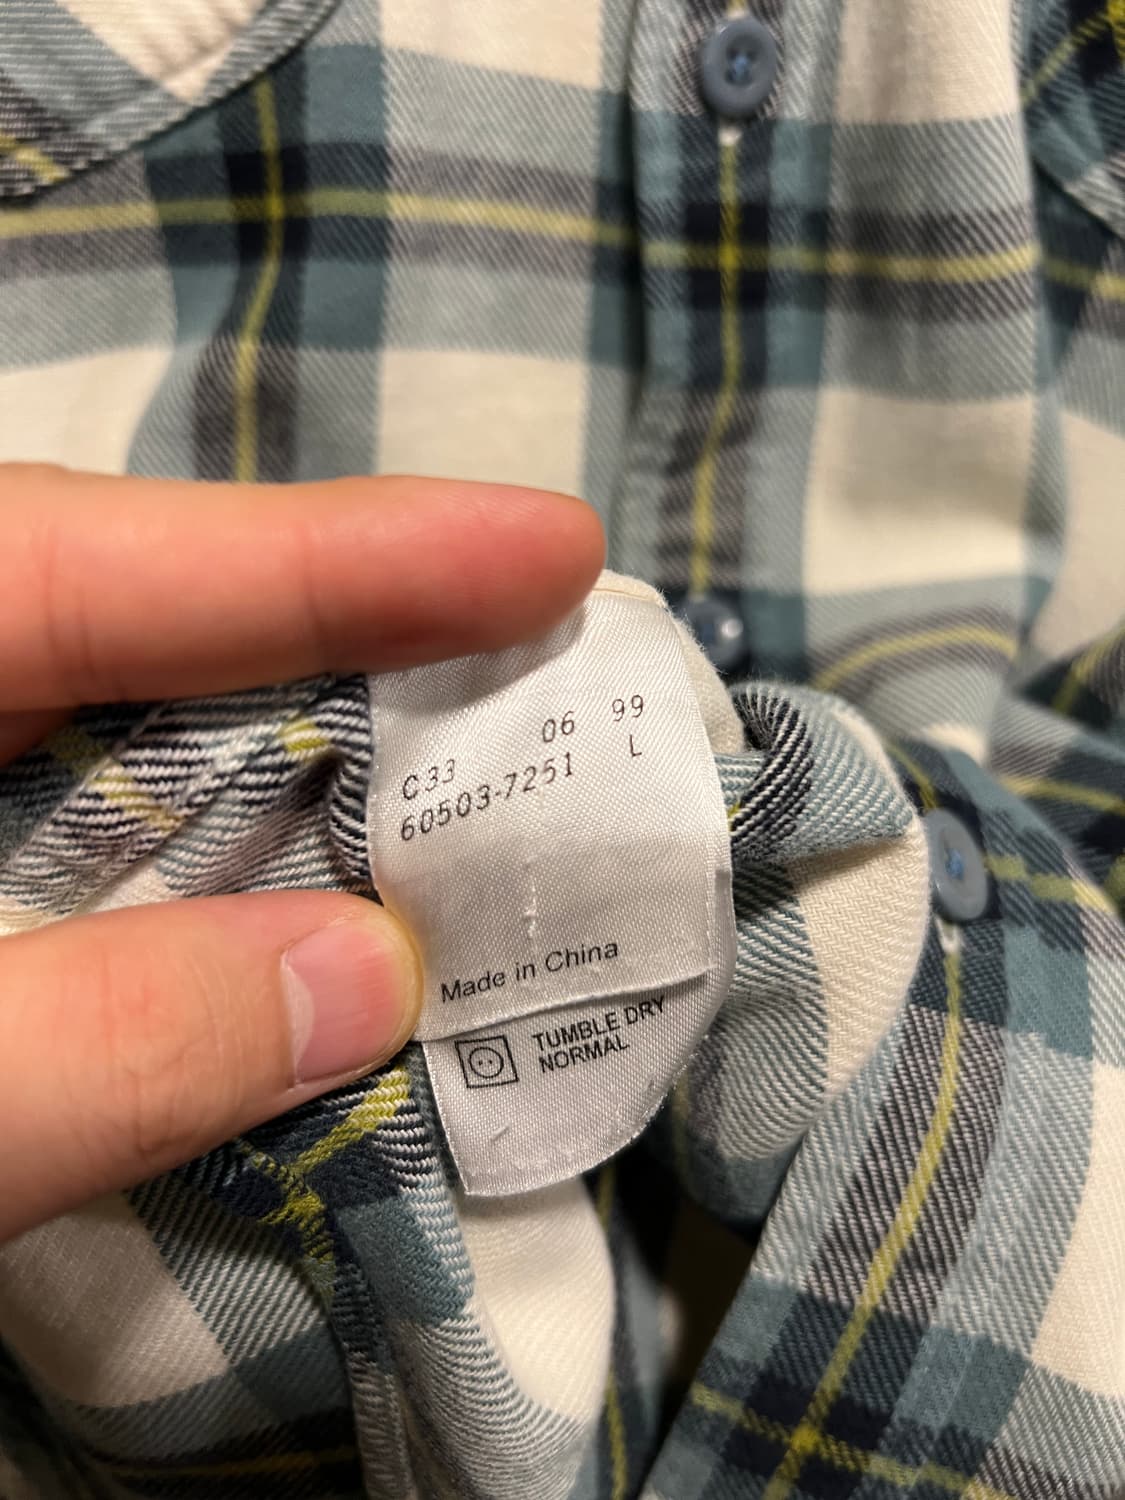 06 99
C33
60503-7251 L
Made in China
TUMBLE DRY
NORMAL